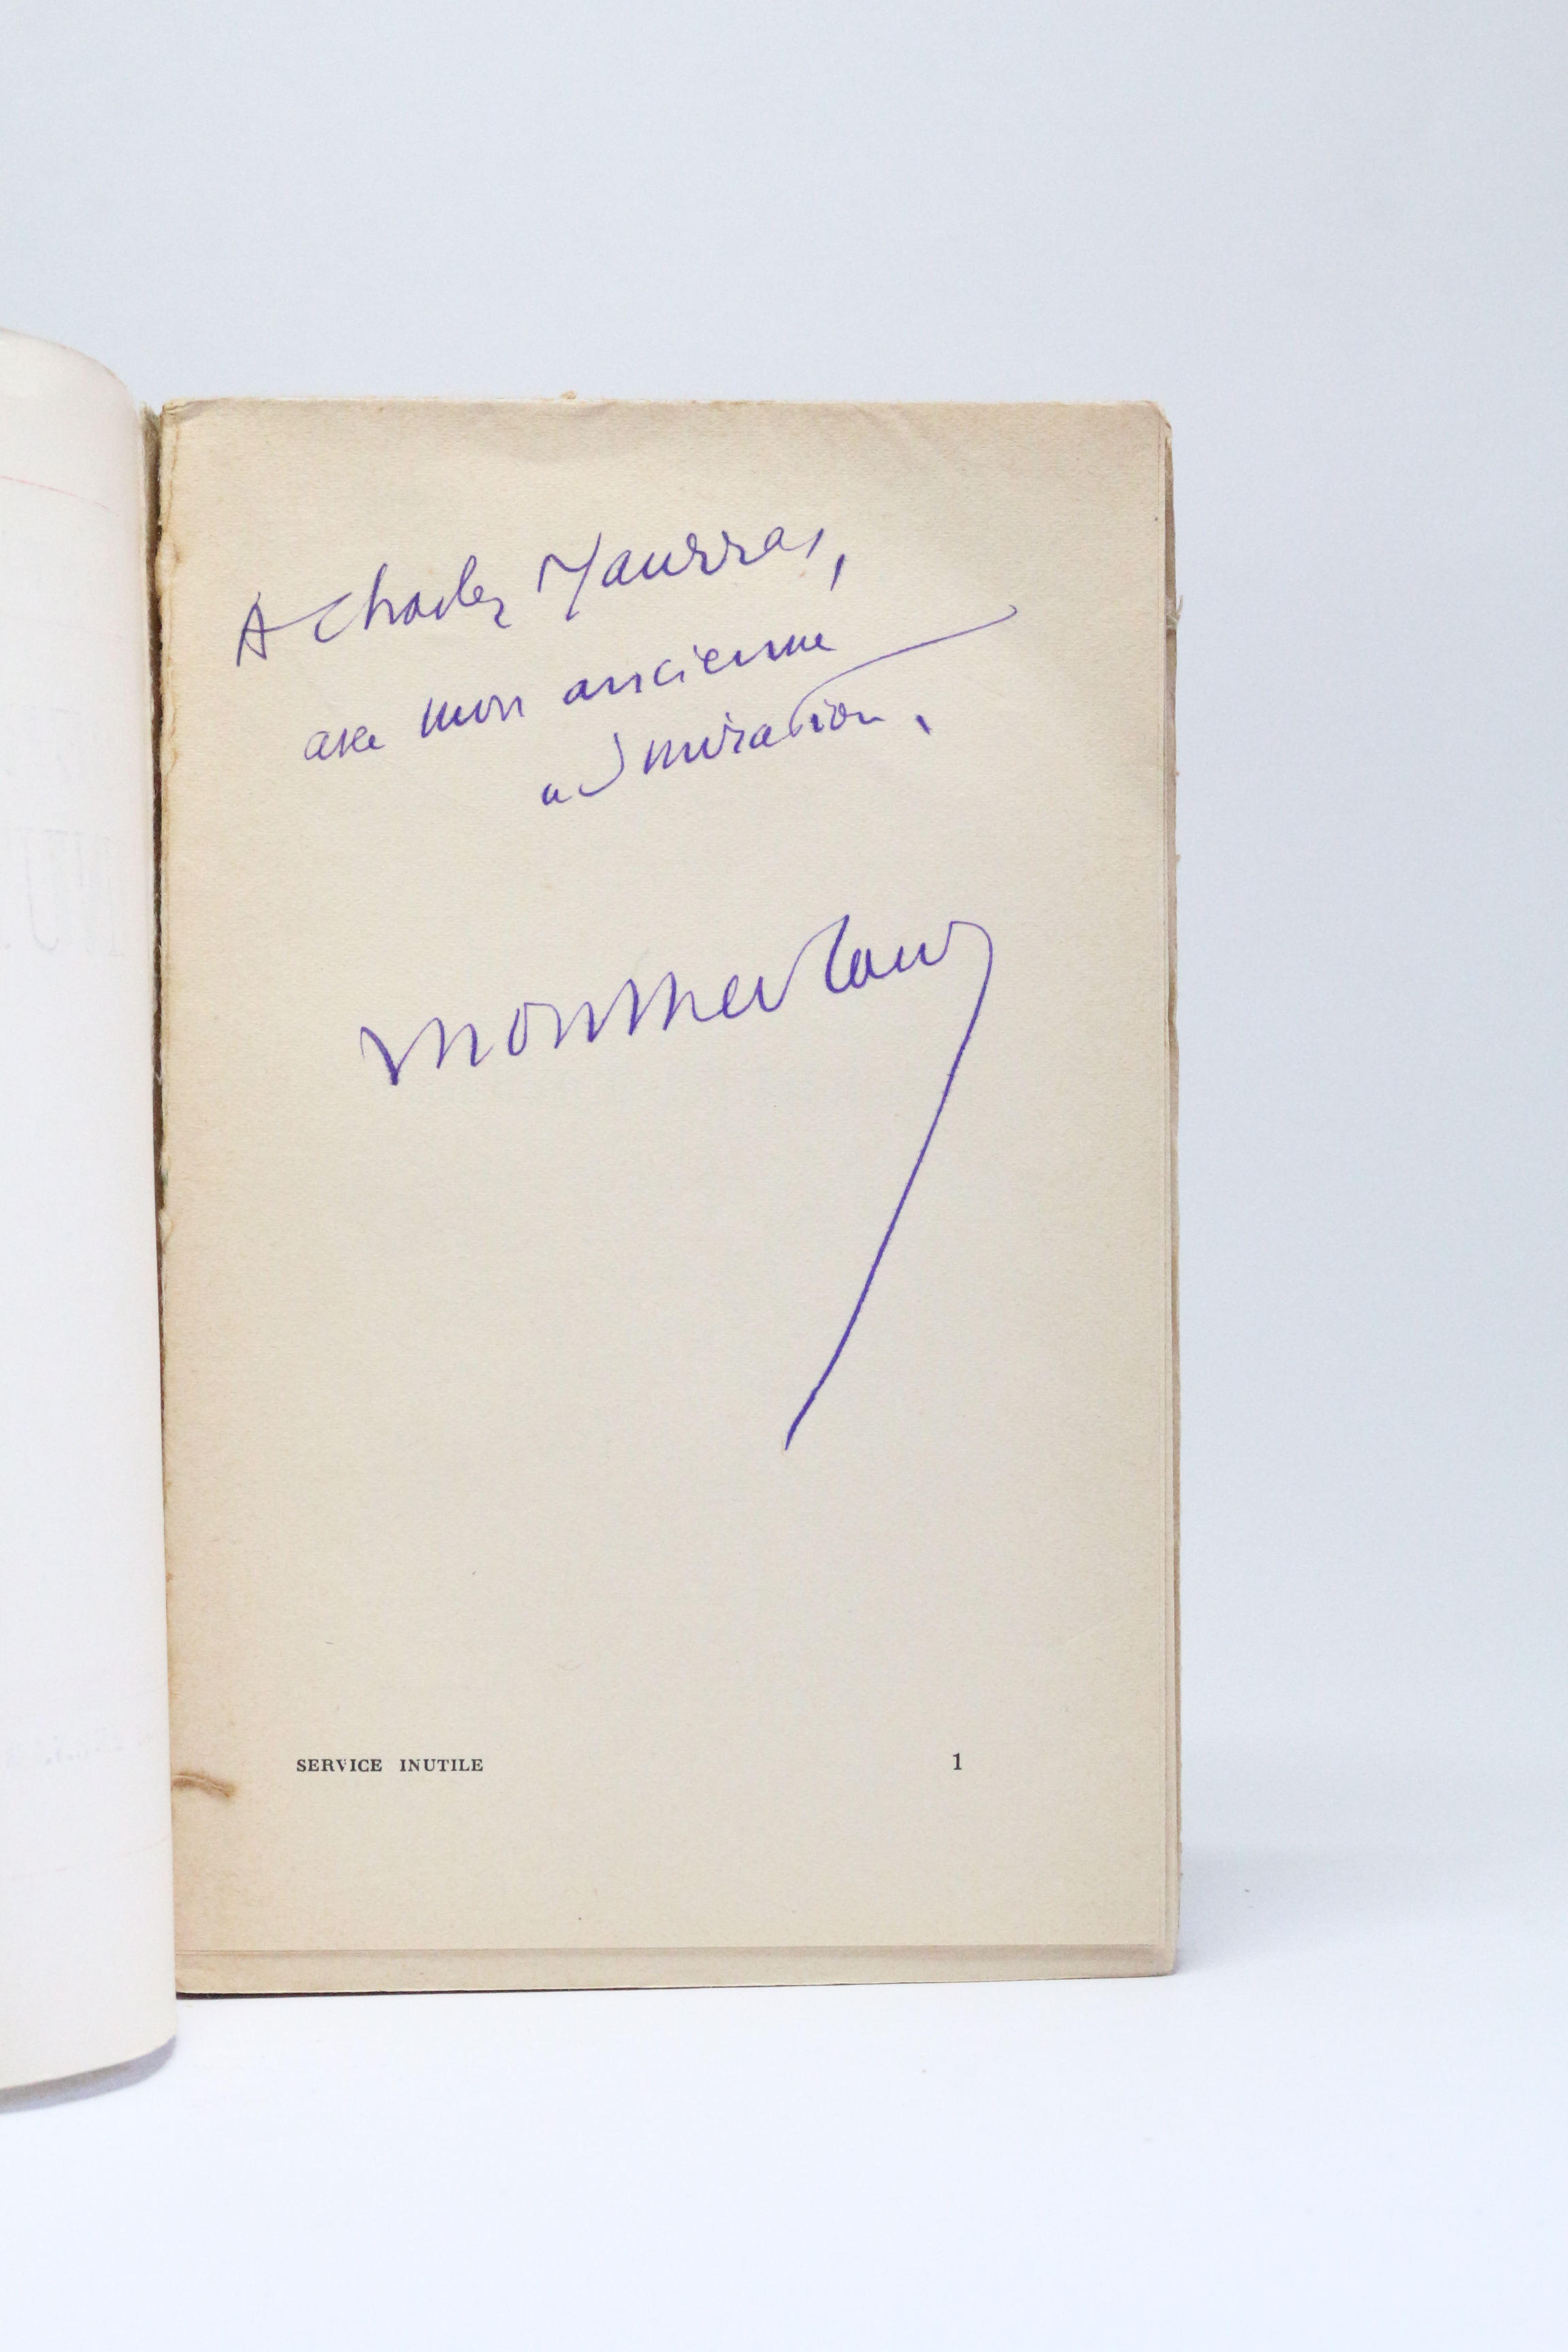 A Charles Maurras,
avec mon ancienne
admiration.
Montherlant
SERVICE INUTILE 1